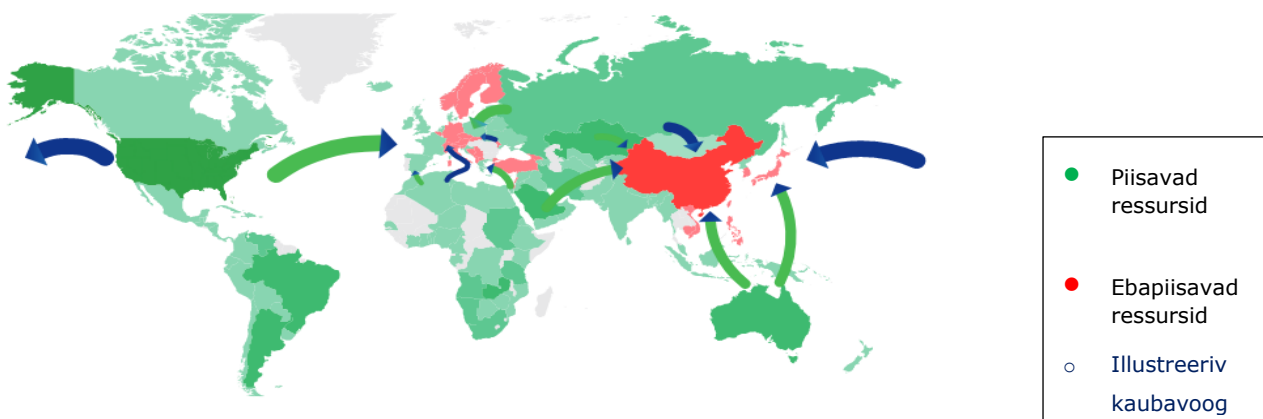 Piisavad
ressursid
Ebapiisavad
ressursid
Illustreeriv
kaubavoog